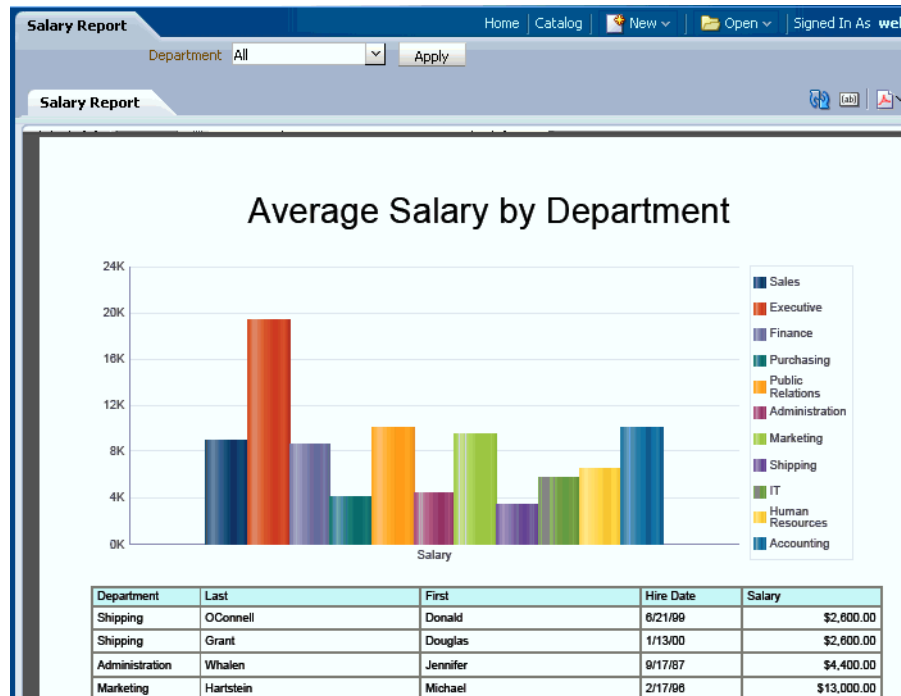 Salary Report
Home Catalog New Open Signed In As
Department All Apply
Salary Report
Average Salary by Department
24K
20K
16K
12K
8K
4K
0K
Salary
Sales
Executive
Finance
Purchasing
Public
Relations
Administration
Marketing
Shipping
IT
Human
Resources
Accounting
Department Last First Hire Date Salary
Shipping OConnell Donald 6/21/99 $2,600.00
Shipping Grant Douglas 1/13/00 $2,600.00
Administration Whalen Jennifer 9/17/87 $4,400.00
Marketing Hartstein Michael 2/17/96 $13,000.00